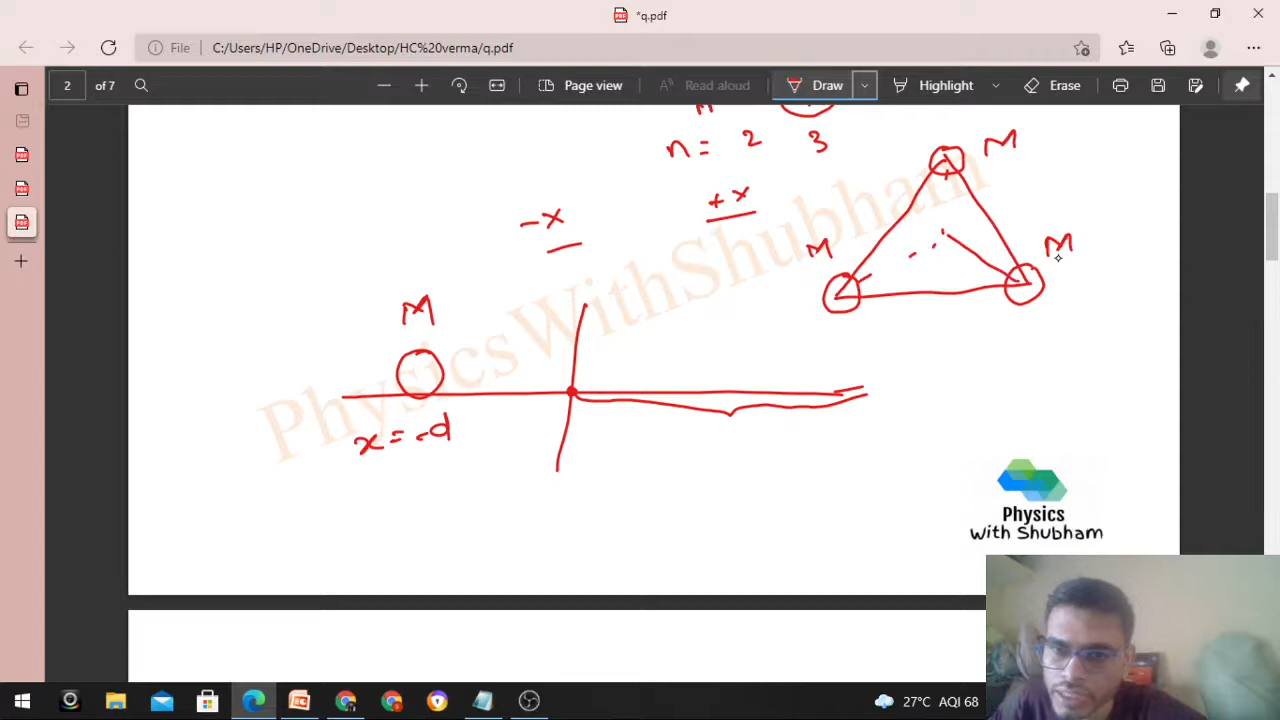 *q.pdf
File C:/Users/HP/OneDrive/Desktop/HC%20verma/q.pdf
2 of 7 Page view Read aloud Draw Highlight Erase
n = 2 3
M
-x
+x
M
M
M
x = -d
PhysicsWithShubham
Physics
With Shubham
27°C AQI 68